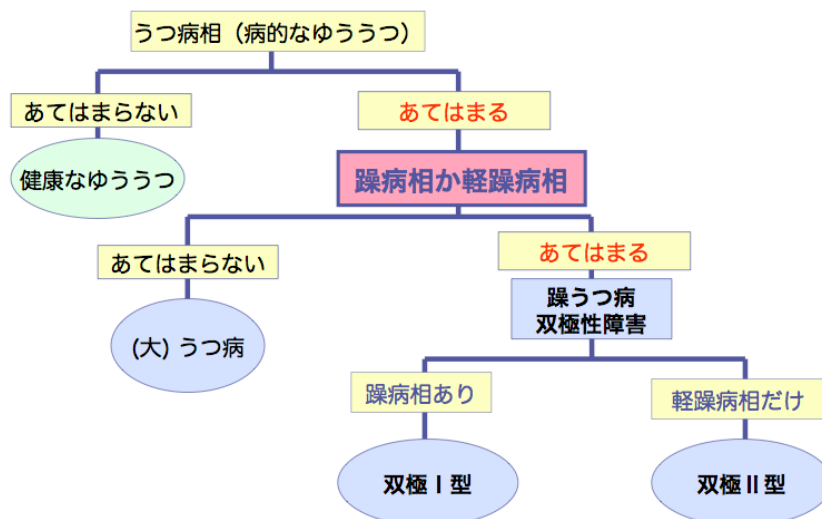 うつ病相（病的なゆううつ）
あてはまらない
あてはまる
健康なゆううつ
躁病相か軽躁病相
あてはまらない
あてはまる
(大) うつ病
躁うつ病
双極性障害
躁病相あり
軽躁病相だけ
双極Ⅰ型
双極Ⅱ型